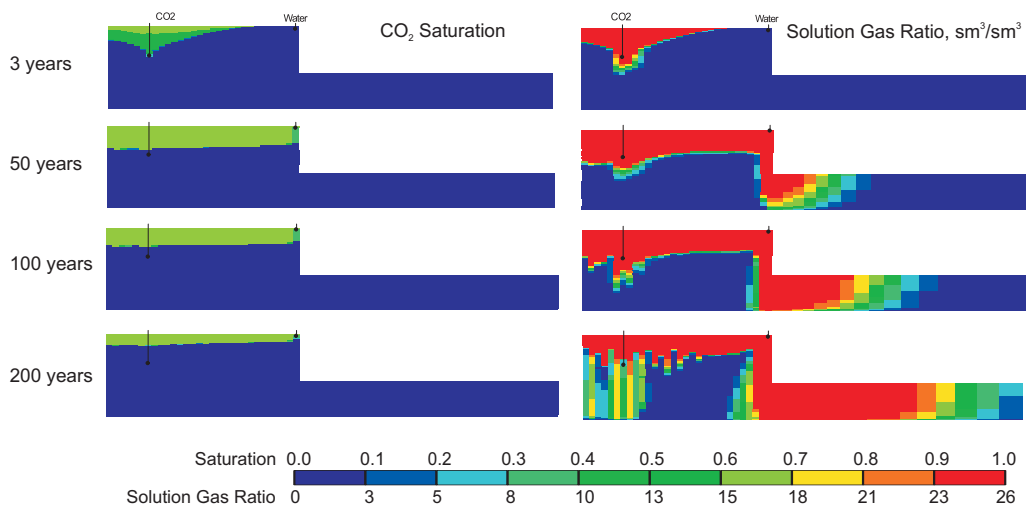 CO2 Water CO2 Water
CO₂ Saturation Solution Gas Ratio, sm³/sm³
3 years
50 years
100 years
200 years
Saturation 0.0 0.1 0.2 0.3 0.4 0.5 0.6 0.7 0.8 0.9 1.0
Solution Gas Ratio 0 3 5 8 10 13 15 18 21 23 26